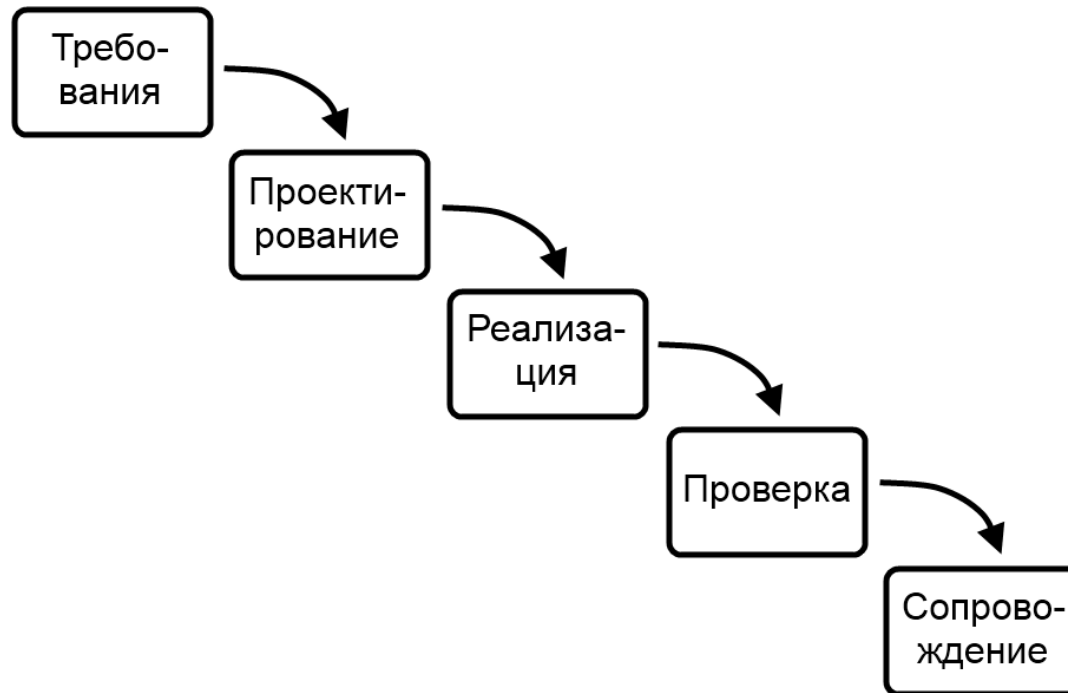 Требо-
вания
Проекти-
рование
Реализа-
ция
Проверка
Сопрово-
ждение